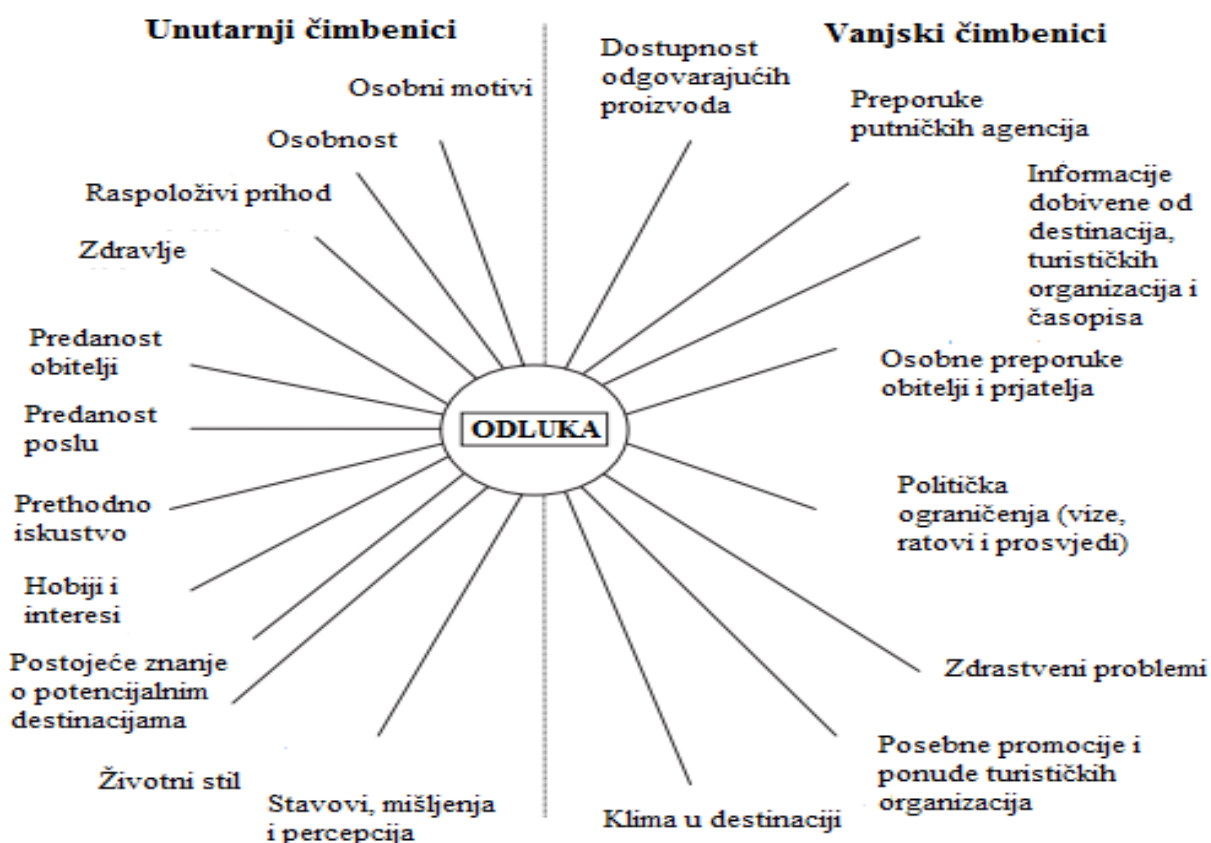 Unutarnji čimbenici
Osobni motivi
Osobnost
Raspoloživi prihod
Zdravlje
Predanost
obitelji
Predanost
poslu
Prethodno
iskustvo
Hobiji i
interesi
Postojeće znanje
o potencijalnim
destinacijama
Životni stil
Stavovi, mišljenja
i percepcija
ODLUKA
Vanjski čimbenici
Dostupnost
odgovarajućih
proizvoda
Preporuke
putničkih agencija
Informacije
dobivene od
destinacija,
turističkih
organizacija i
časopisa
Osobne preporuke
obitelji i prjatelja
Politička
ograničenja (vize,
ratovi i prosvjedi)
Zdrastveni problemi
Posebne promocije i
ponude turističkih
organizacija
Klima u destinaciji